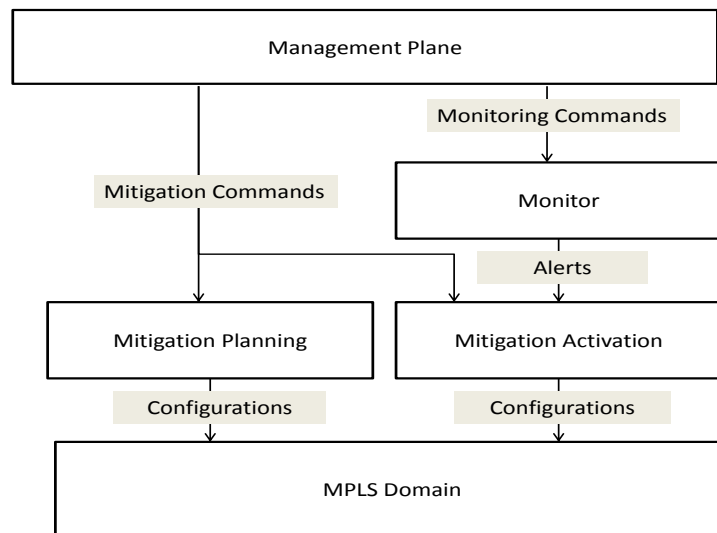 Management Plane
Monitoring Commands
Mitigation Commands
Monitor
Alerts
Mitigation Planning
Mitigation Activation
Configurations
Configurations
MPLS Domain